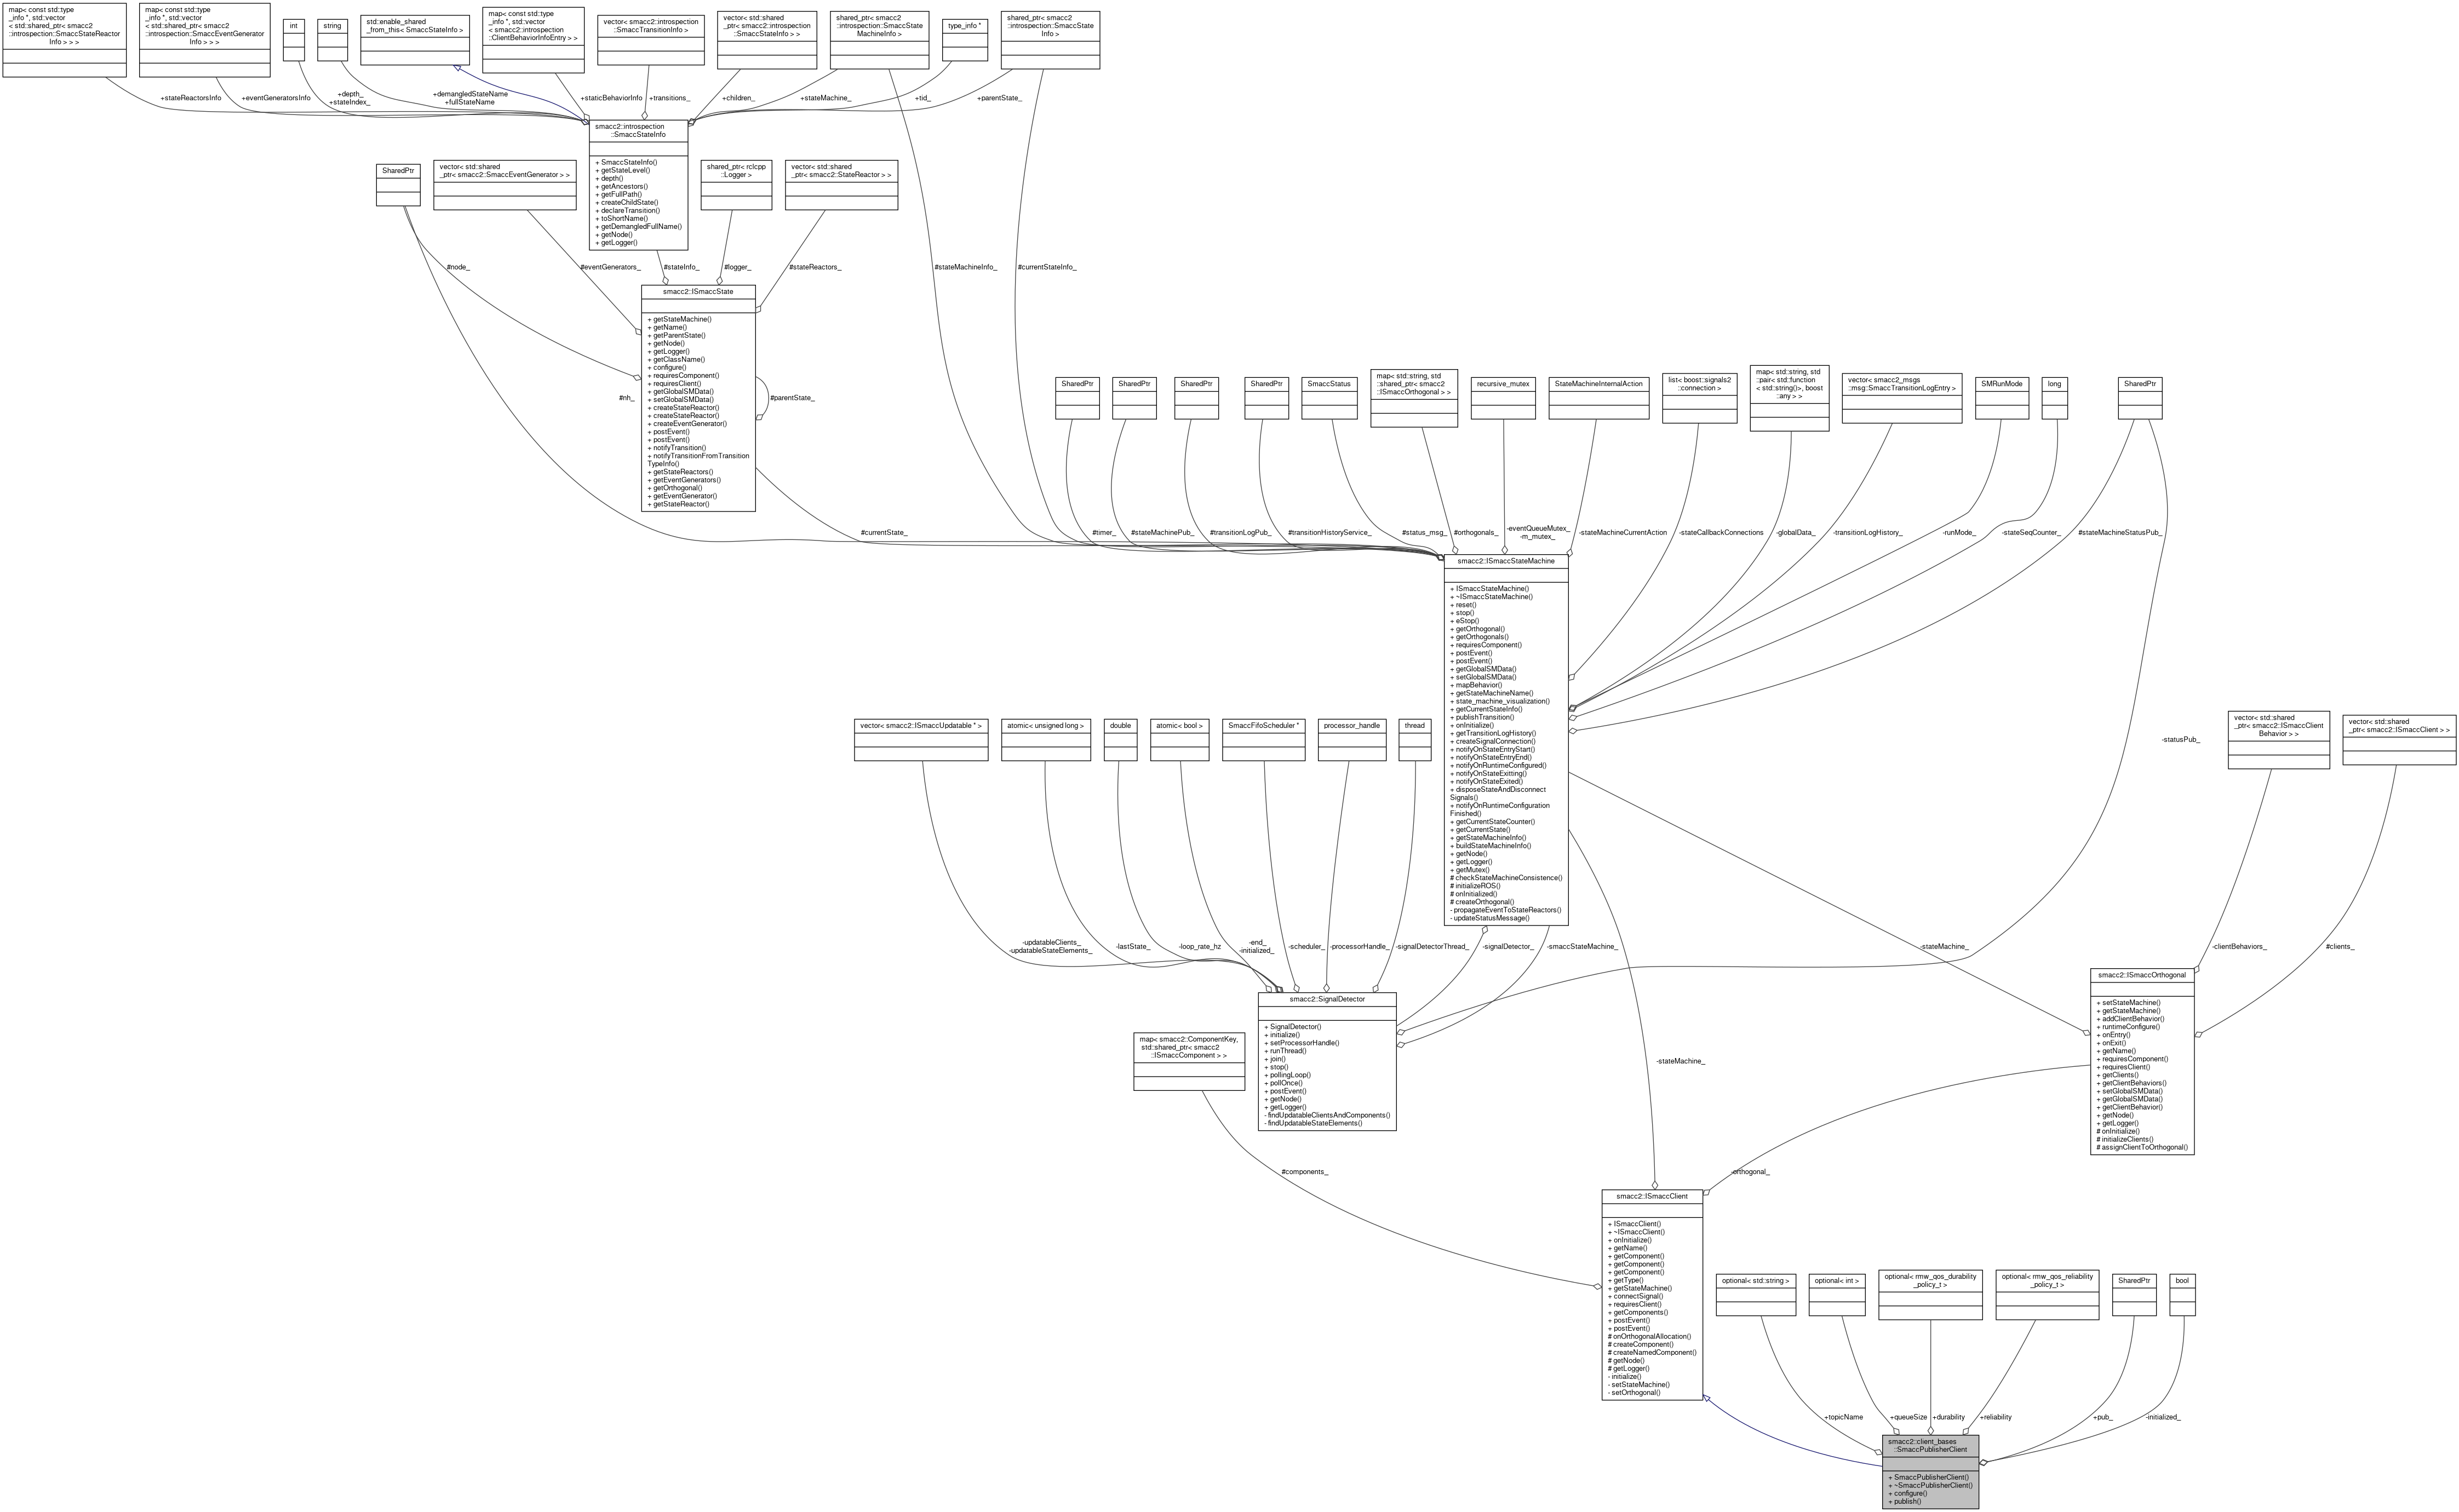 map< const std::type
_info *, std::vector
< std::shared_ptr< smacc2
::introspection::SmaccStateReactor
Info > > >
map< const std::type
_info *, std::vector
< std::shared_ptr< smacc2
::introspection::SmaccEventGenerator
Info > > >
int
string
std::enable_shared
_from_this< SmaccStateInfo >
map< const std::type
_info *, std::vector
< smacc2::introspection
::ClientBehaviorInfoEntry > >
vector< smacc2::introspection
::SmaccTransitionInfo >
vector< std::shared
_ptr< smacc2::introspection
::SmaccStateInfo > >
shared_ptr< smacc2
::introspection::SmaccState
MachineInfo >
type_info *
shared_ptr< smacc2
::introspection::SmaccState
Info >
+stateReactorsInfo
+eventGeneratorsInfo
+depth_
+stateIndex_
+demangledStateName
+fullStateName
+staticBehaviorInfo
+transitions_
+children_
+stateMachine_
+tid_
+parentState_
smacc2::introspection
::SmaccStateInfo
+ SmaccStateInfo()
+ getStateLevel()
+ depth()
+ getAncestors()
+ getFullPath()
+ createChildState()
+ declareTransition()
+ toShortName()
+ getDemangledFullName()
+ getNode()
+ getLogger()
SharedPtr
vector< std::shared
_ptr< smacc2::SmaccEventGenerator > >
shared_ptr< rclcpp
::Logger >
vector< std::shared
_ptr< smacc2::StateReactor > >
#node_
#eventGenerators_
#stateInfo_
#logger_
#stateReactors_
#stateMachineInfo_
#currentStateInfo_
smacc2::ISmaccState
+ getStateMachine()
+ getName()
+ getParentState()
+ getNode()
+ getLogger()
+ getClassName()
+ configure()
+ requiresComponent()
+ requiresClient()
+ getGlobalSMData()
+ setGlobalSMData()
+ createStateReactor()
+ createStateReactor()
+ createEventGenerator()
+ postEvent()
+ postEvent()
+ notifyTransition()
+ notifyTransitionFromTransition
TypeInfo()
+ getStateReactors()
+ getEventGenerators()
+ getOrthogonal()
+ getEventGenerator()
+ getStateReactor()
#nh_
#parentState_
SharedPtr
SharedPtr
SharedPtr
SharedPtr
SmaccStatus
map< std::string, std
::shared_ptr< smacc2
::ISmaccOrthogonal > >
recursive_mutex
StateMachineInternalAction
list< boost::signals2
::connection >
map< std::string, std
::pair< std::function
< std::string()>, boost
::any > >
vector< smacc2_msgs
::msg::SmaccTransitionLogEntry >
SMRunMode
long
SharedPtr
#currentState_
#timer_
#stateMachinePub_
#transitionLogPub_
#transitionHistoryService_
#status_msg_
#orthogonals_
-eventQueueMutex_
-m_mutex_
-stateMachineCurrentAction
-stateCallbackConnections
-globalData_
-transitionLogHistory_
-runMode_
-stateSeqCounter_
#stateMachineStatusPub_
smacc2::ISmaccStateMachine
+ ISmaccStateMachine()
+ ~ISmaccStateMachine()
+ reset()
+ stop()
+ eStop()
+ getOrthogonal()
+ getOrthogonals()
+ requiresComponent()
+ postEvent()
+ postEvent()
+ getGlobalSMData()
+ setGlobalSMData()
+ mapBehavior()
+ getStateMachineName()
+ state_machine_visualization()
+ getCurrentStateInfo()
+ publishTransition()
+ onInitialize()
+ getTransitionLogHistory()
+ createSignalConnection()
+ notifyOnStateEntryStart()
+ notifyOnStateEntryEnd()
+ notifyOnRuntimeConfigured()
+ notifyOnStateExitting()
+ notifyOnStateExited()
+ disposeStateAndDisconnect
Signals()
+ notifyOnRuntimeConfiguration
Finished()
+ getCurrentStateCounter()
+ getCurrentState()
+ getStateMachineInfo()
+ buildStateMachineInfo()
+ getNode()
+ getLogger()
+ getMutex()
# checkStateMachineConsistence()
# initializeROS()
# onInitialized()
# createOrthogonal()
- propagateEventToStateReactors()
- updateStatusMessage()
vector< smacc2::ISmaccUpdatable * >
atomic< unsigned long >
double
atomic< bool >
SmaccFifoScheduler *
processor_handle
thread
vector< std::shared
_ptr< smacc2::ISmaccClient
Behavior > >
vector< std::shared
_ptr< smacc2::ISmaccClient > >
-statusPub_
-updatableClients_
-updatableStateElements_
-lastState_
-loop_rate_hz
-end_
-initialized_
-scheduler_
-processorHandle_
-signalDetectorThread_
-signalDetector_
-smaccStateMachine_
-stateMachine_
-clientBehaviors_
#clients_
smacc2::SignalDetector
+ SignalDetector()
+ initialize()
+ setProcessorHandle()
+ runThread()
+ join()
+ stop()
+ pollingLoop()
+ pollOnce()
+ postEvent()
+ getNode()
+ getLogger()
- findUpdatableClientsAndComponents()
- findUpdatableStateElements()
smacc2::ISmaccOrthogonal
+ setStateMachine()
+ getStateMachine()
+ addClientBehavior()
+ runtimeConfigure()
+ onEntry()
+ onExit()
+ getName()
+ requiresComponent()
+ requiresClient()
+ getClients()
+ getClientBehaviors()
+ setGlobalSMData()
+ getGlobalSMData()
+ getClientBehavior()
+ getNode()
+ getLogger()
# onInitialize()
# initializeClients()
# assignClientToOrthogonal()
map< smacc2::ComponentKey,
std::shared_ptr< smacc2
::ISmaccComponent > >
-stateMachine_
#components_
-orthogonal_
smacc2::ISmaccClient
+ ISmaccClient()
+ ~ISmaccClient()
+ onInitialize()
+ getName()
+ getComponent()
+ getComponent()
+ getComponent()
+ getType()
+ getStateMachine()
+ connectSignal()
+ requiresClient()
+ getComponents()
+ postEvent()
+ postEvent()
# onOrthogonalAllocation()
# createComponent()
# createNamedComponent()
# getNode()
# getLogger()
- initialize()
- setStateMachine()
- setOrthogonal()
optional< std::string >
optional< int >
optional< rmw_qos_durability
_policy_t >
optional< rmw_qos_reliability
_policy_t >
SharedPtr
bool
+topicName
+queueSize
+durability
+reliability
+pub_
-initialized_
smacc2::client_bases
::SmaccPublisherClient
+ SmaccPublisherClient()
+ ~SmaccPublisherClient()
+ configure()
+ publish()